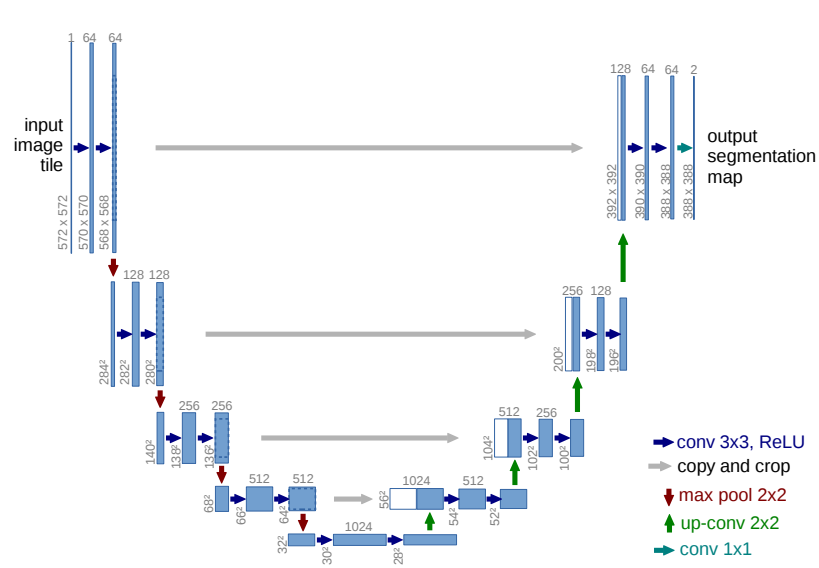 1 64 64
input
image
tile
572 x 572
570 x 570
568 x 568
128 64 64 2
output
segmentation
map
392 x 392
390 x 390
388 x 388
388 x 388
128 128
284²
282²
280²
256 128
200²
198²
196²
256 256
140²
138²
136²
512 256
104²
102²
100²
512 512
68²
66²
64²
1024 512
56²
54²
52²
1024
32²
30²
28²
conv 3x3, ReLU
copy and crop
max pool 2x2
up-conv 2x2
conv 1x1